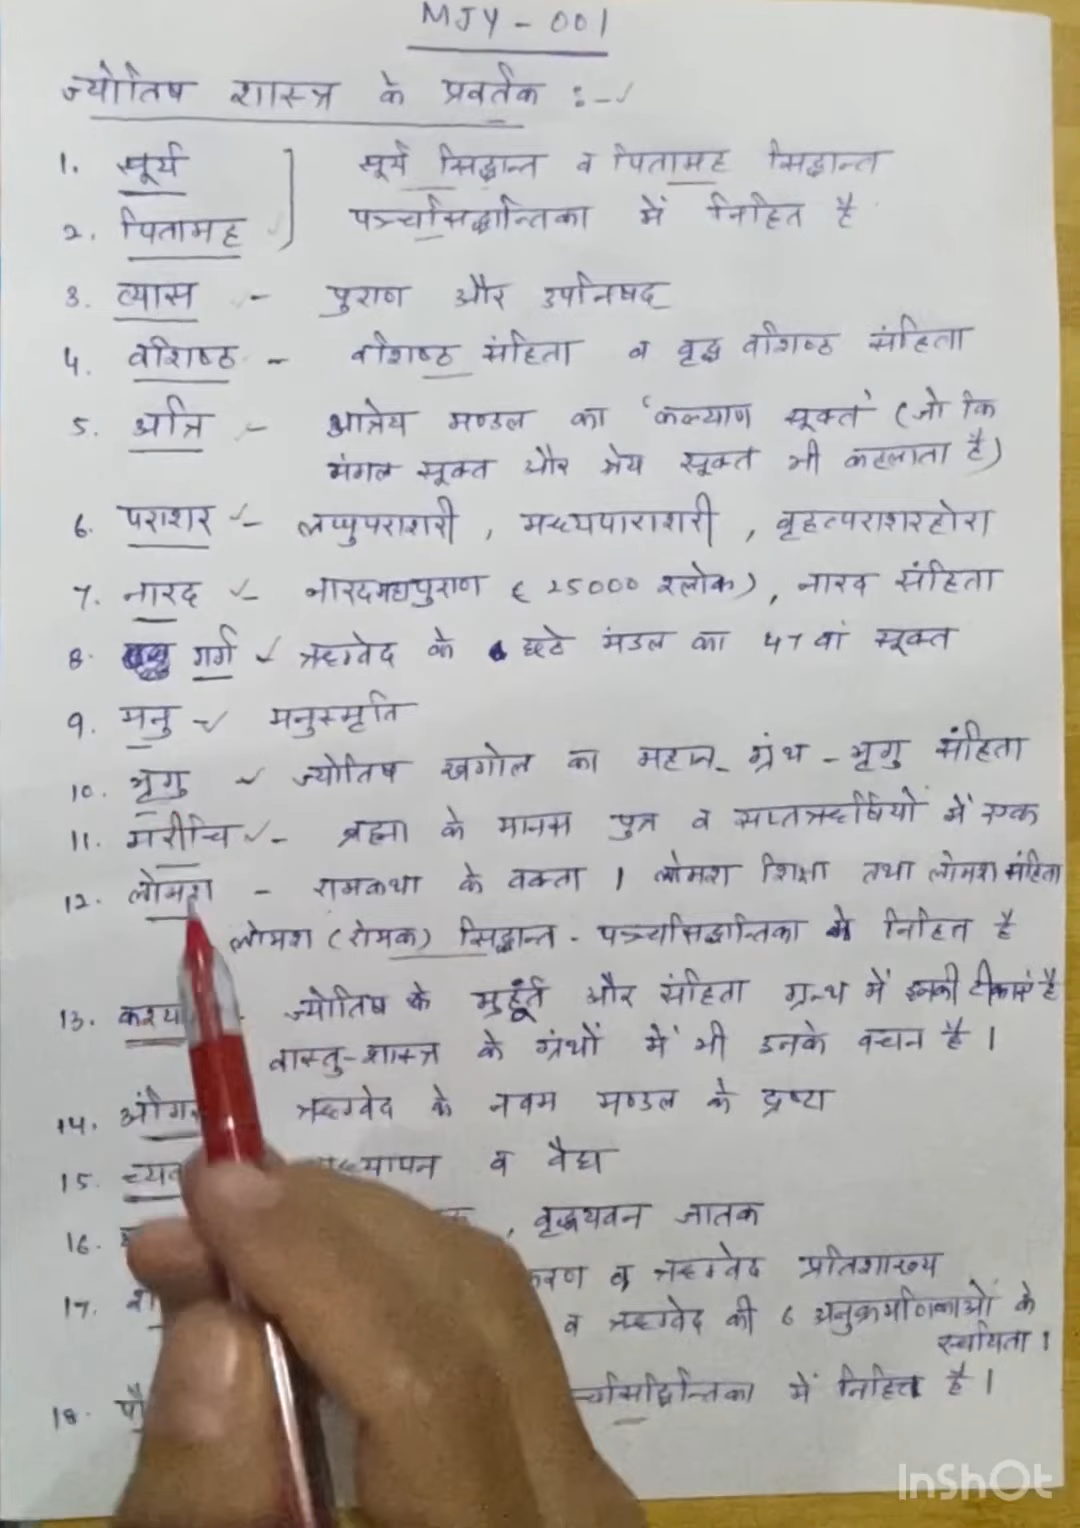 MJY - 001
ज्योतिष शास्त्र के प्रवर्तक :-
1. सूर्य सूर्य सिद्धान्त व पितामह सिद्धान्त
2. पितामह पञ्चसिद्धान्तिका में निहित है
3. व्यास - पुराण और उपनिषद
4. वशिष्ठ - वशिष्ठ संहिता व वृद्ध वशिष्ठ संहिता
5. अत्रि - आत्रेय मण्डल का 'कल्याण सूक्त' (जो कि
मंगल सूक्त और श्रेय सूक्त भी कहलाता है)
6. पराशर - लघुपराशरी , मध्यपाराशरी , वृहत्पराशरहोरा
7. नारद - नारदमहापुराण (25000 श्लोक), नारद संहिता
8. गर्ग - ऋग्वेद के छठे मंडल का 47 वां सूक्त
9. मनु - मनुस्मृति
10. भृगु - ज्योतिष खगोल का महान ग्रंथ - भृगु संहिता
11. मरीचि - ब्रह्मा के मानस पुत्र व सप्तऋषियों में एक
12. लोमश - रामकथा के वक्ता । लोमश शिक्षा तथा लोमश संहिता
लोमश (रोमक) सिद्धान्त - पञ्चसिद्धान्तिका में निहित है
13. कश्य - ज्योतिष के मुहूर्त और संहिता ग्रन्थ में इनकी टीकाएं है
वास्तु-शास्त्र के ग्रंथों में भी उनके वचन है ।
14. ऋग्वेद के नवम मण्डल के द्रष्टा
15. च्यव व वैद्य
16. , वृद्धयवन जातक
व ऋग्वेद प्रतिशाख्य
17. व ऋग्वेद की 6 अनुक्रमणिकाओं के
रचयिता ।
18. में निहित है ।
InShOt